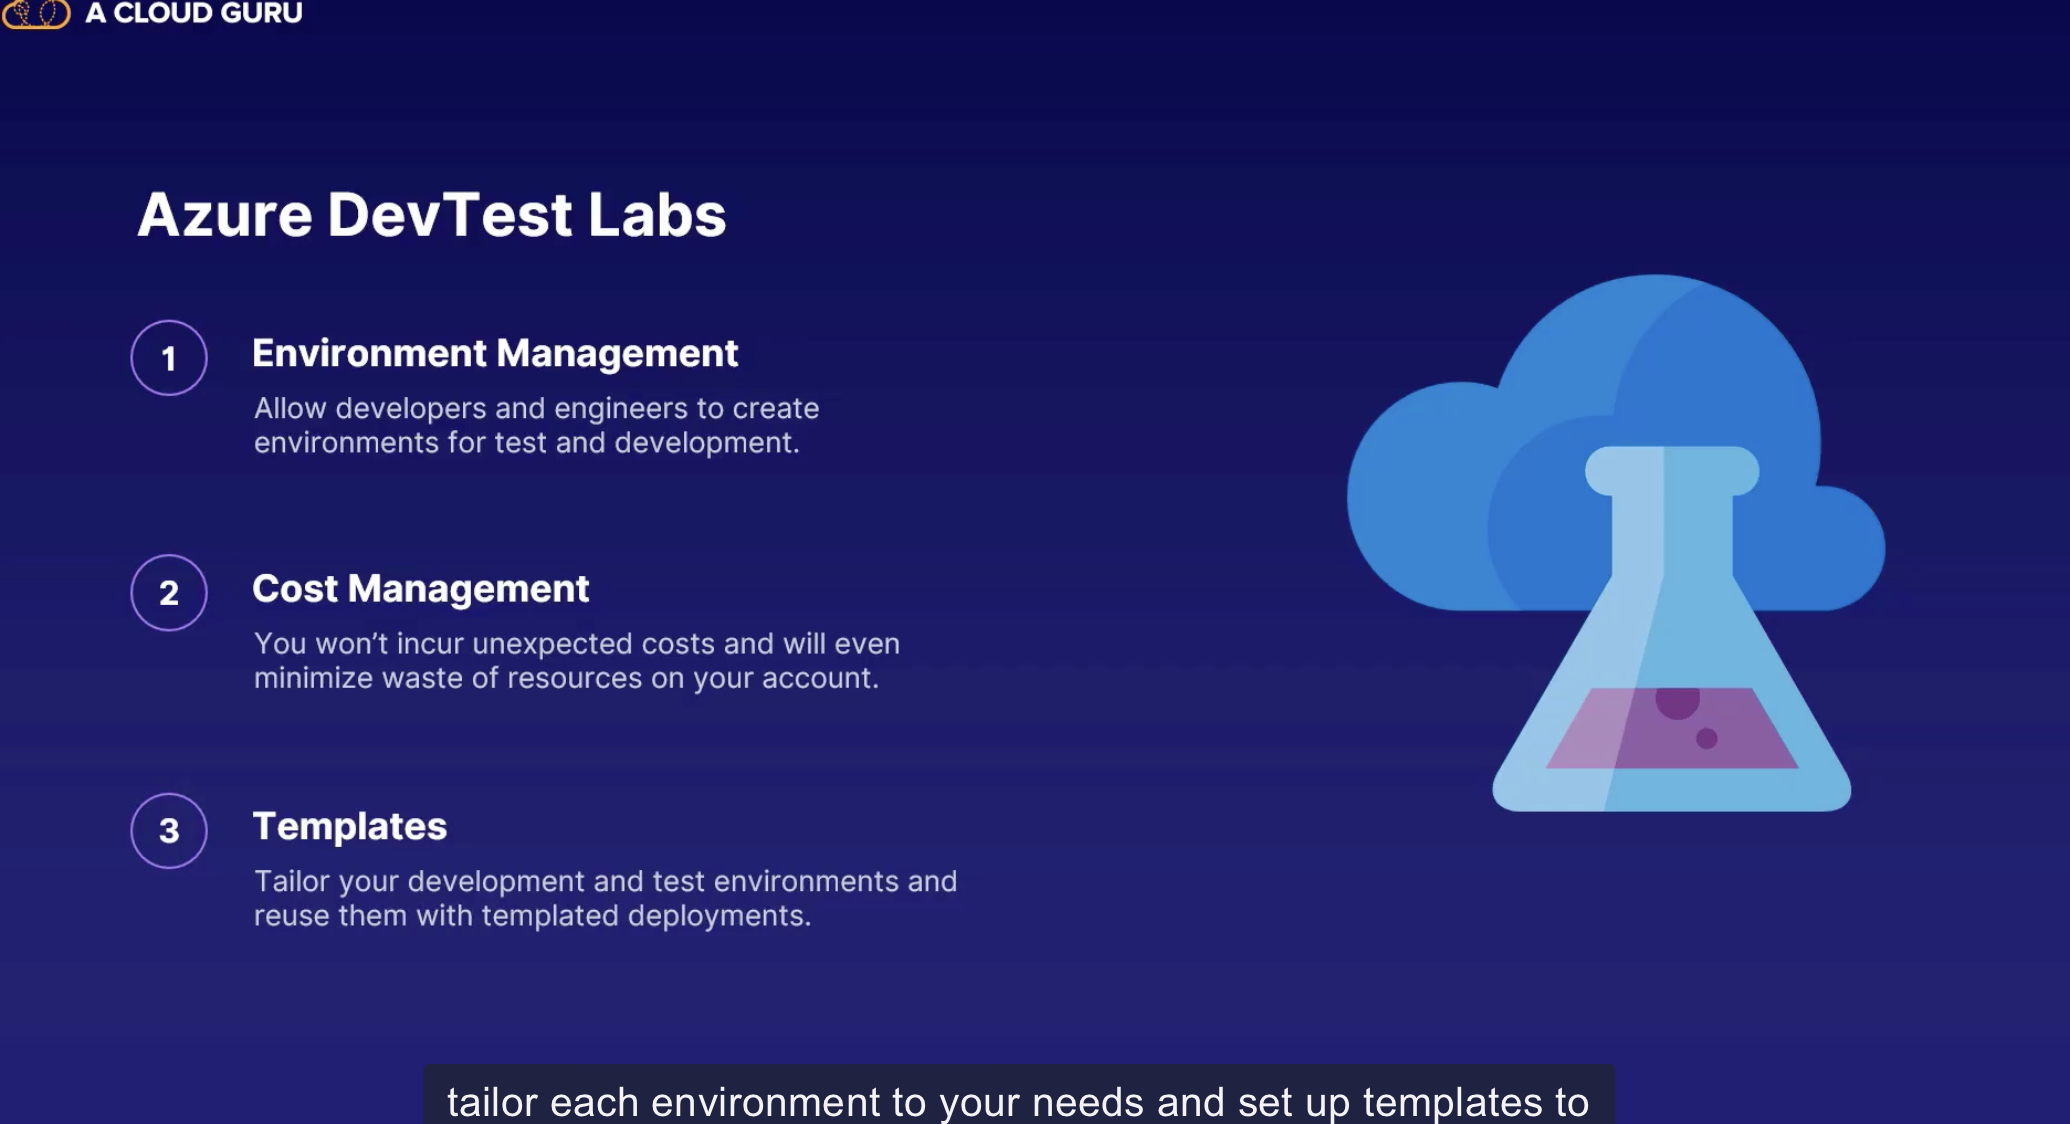 A CLOUD GURU
Azure DevTest Labs
1
Environment Management
Allow developers and engineers to create
environments for test and development.
2
Cost Management
You won’t incur unexpected costs and will even
minimize waste of resources on your account.
3
Templates
Tailor your development and test environments and
reuse them with templated deployments.
tailor each environment to your needs and set up templates to